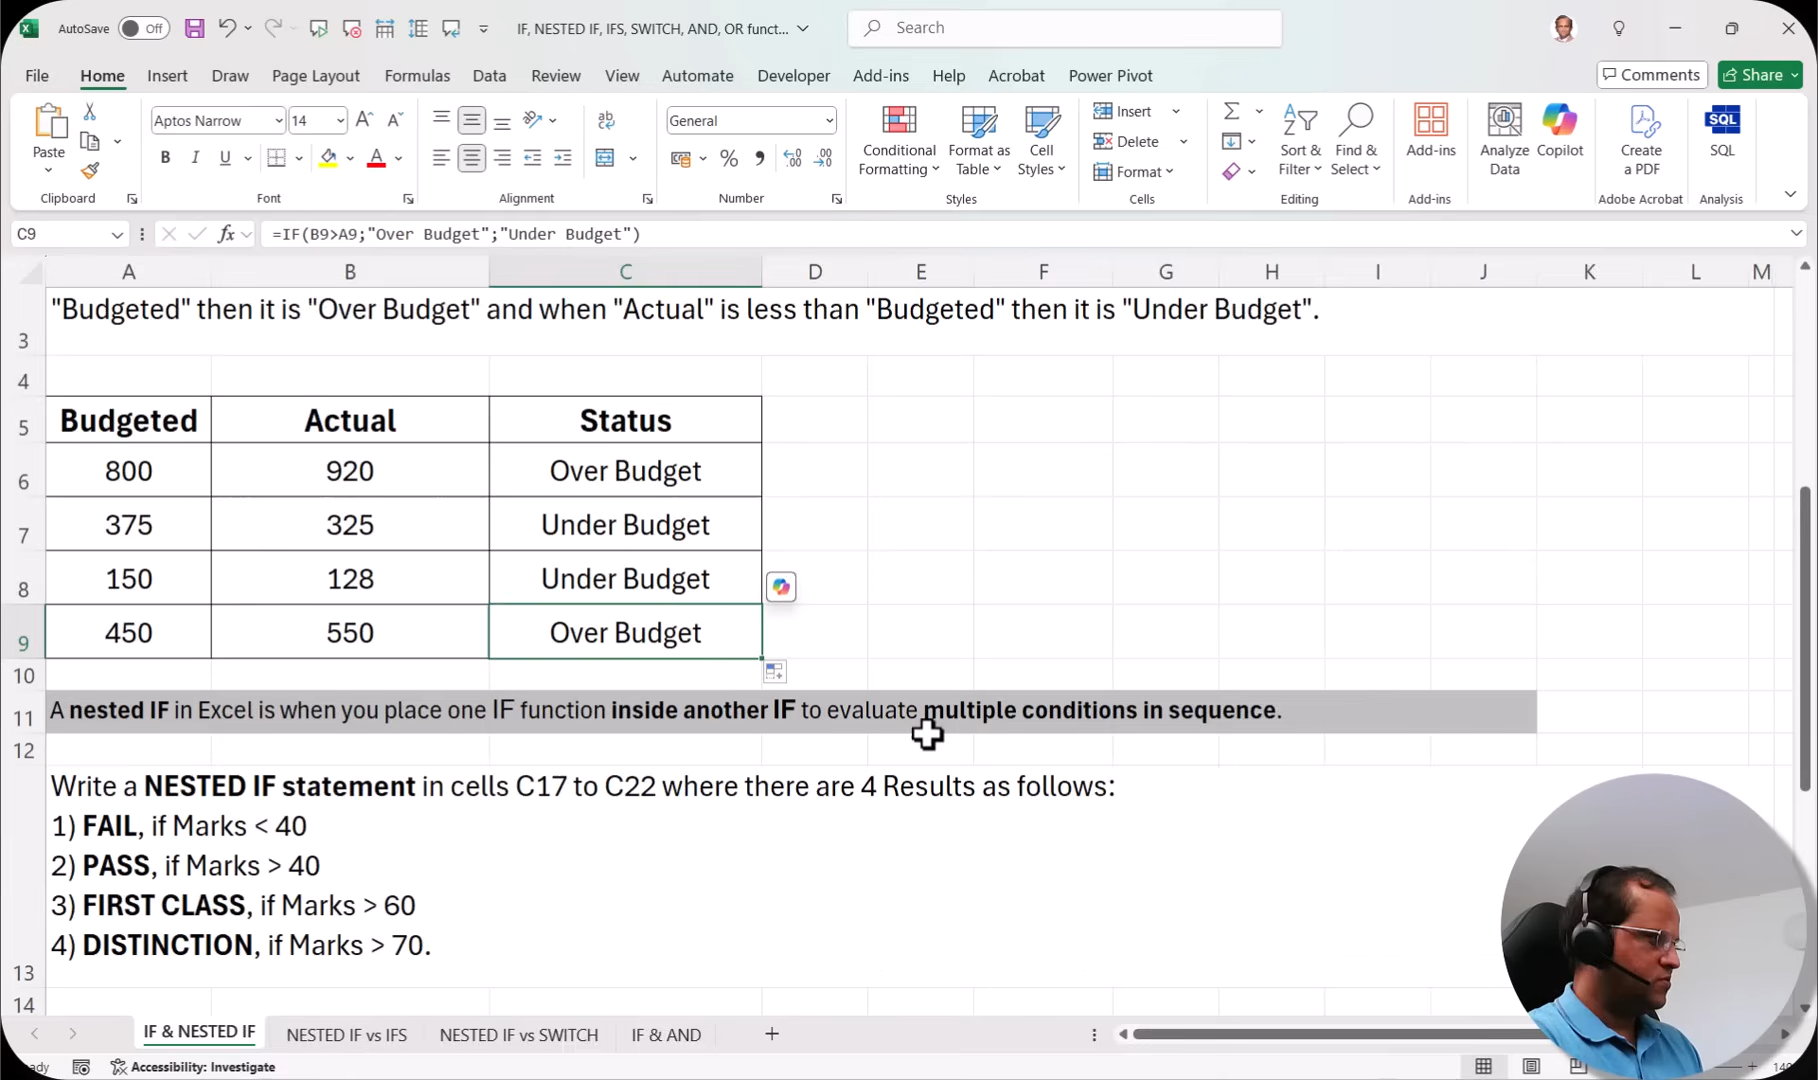 AutoSave Off IF, NESTED IF, IFS, SWITCH, AND, OR funct... Search
File Home Insert Draw Page Layout Formulas Data Review View Automate Developer Add-ins Help Acrobat Power Pivot Comments Share
Paste Aptos Narrow 14 General Conditional Formatting Format as Table Cell Styles Insert Delete Format Sort & Filter Find & Select Add-ins Analyze Data Copilot Create a PDF SQL SQL
B I U
Clipboard Font Alignment Number Styles Cells Editing Add-ins Adobe Acrobat Analysis
C9 fx =IF(B9>A9;"Over Budget";"Under Budget")
A B C D E F G H I J K L M
"Budgeted" then it is "Over Budget" and when "Actual" is less than "Budgeted" then it is "Under Budget".
3
4
5 Budgeted Actual Status
6 800 920 Over Budget
7 375 325 Under Budget
8 150 128 Under Budget
9 450 550 Over Budget
10
11 A nested IF in Excel is when you place one IF function inside another IF to evaluate multiple conditions in sequence.
12
Write a NESTED IF statement in cells C17 to C22 where there are 4 Results as follows:
1) FAIL, if Marks < 40
2) PASS, if Marks > 40
3) FIRST CLASS, if Marks > 60
4) DISTINCTION, if Marks > 70.
13
14
IF & NESTED IF NESTED IF vs IFS NESTED IF vs SWITCH IF & AND
Accessibility: Investigate